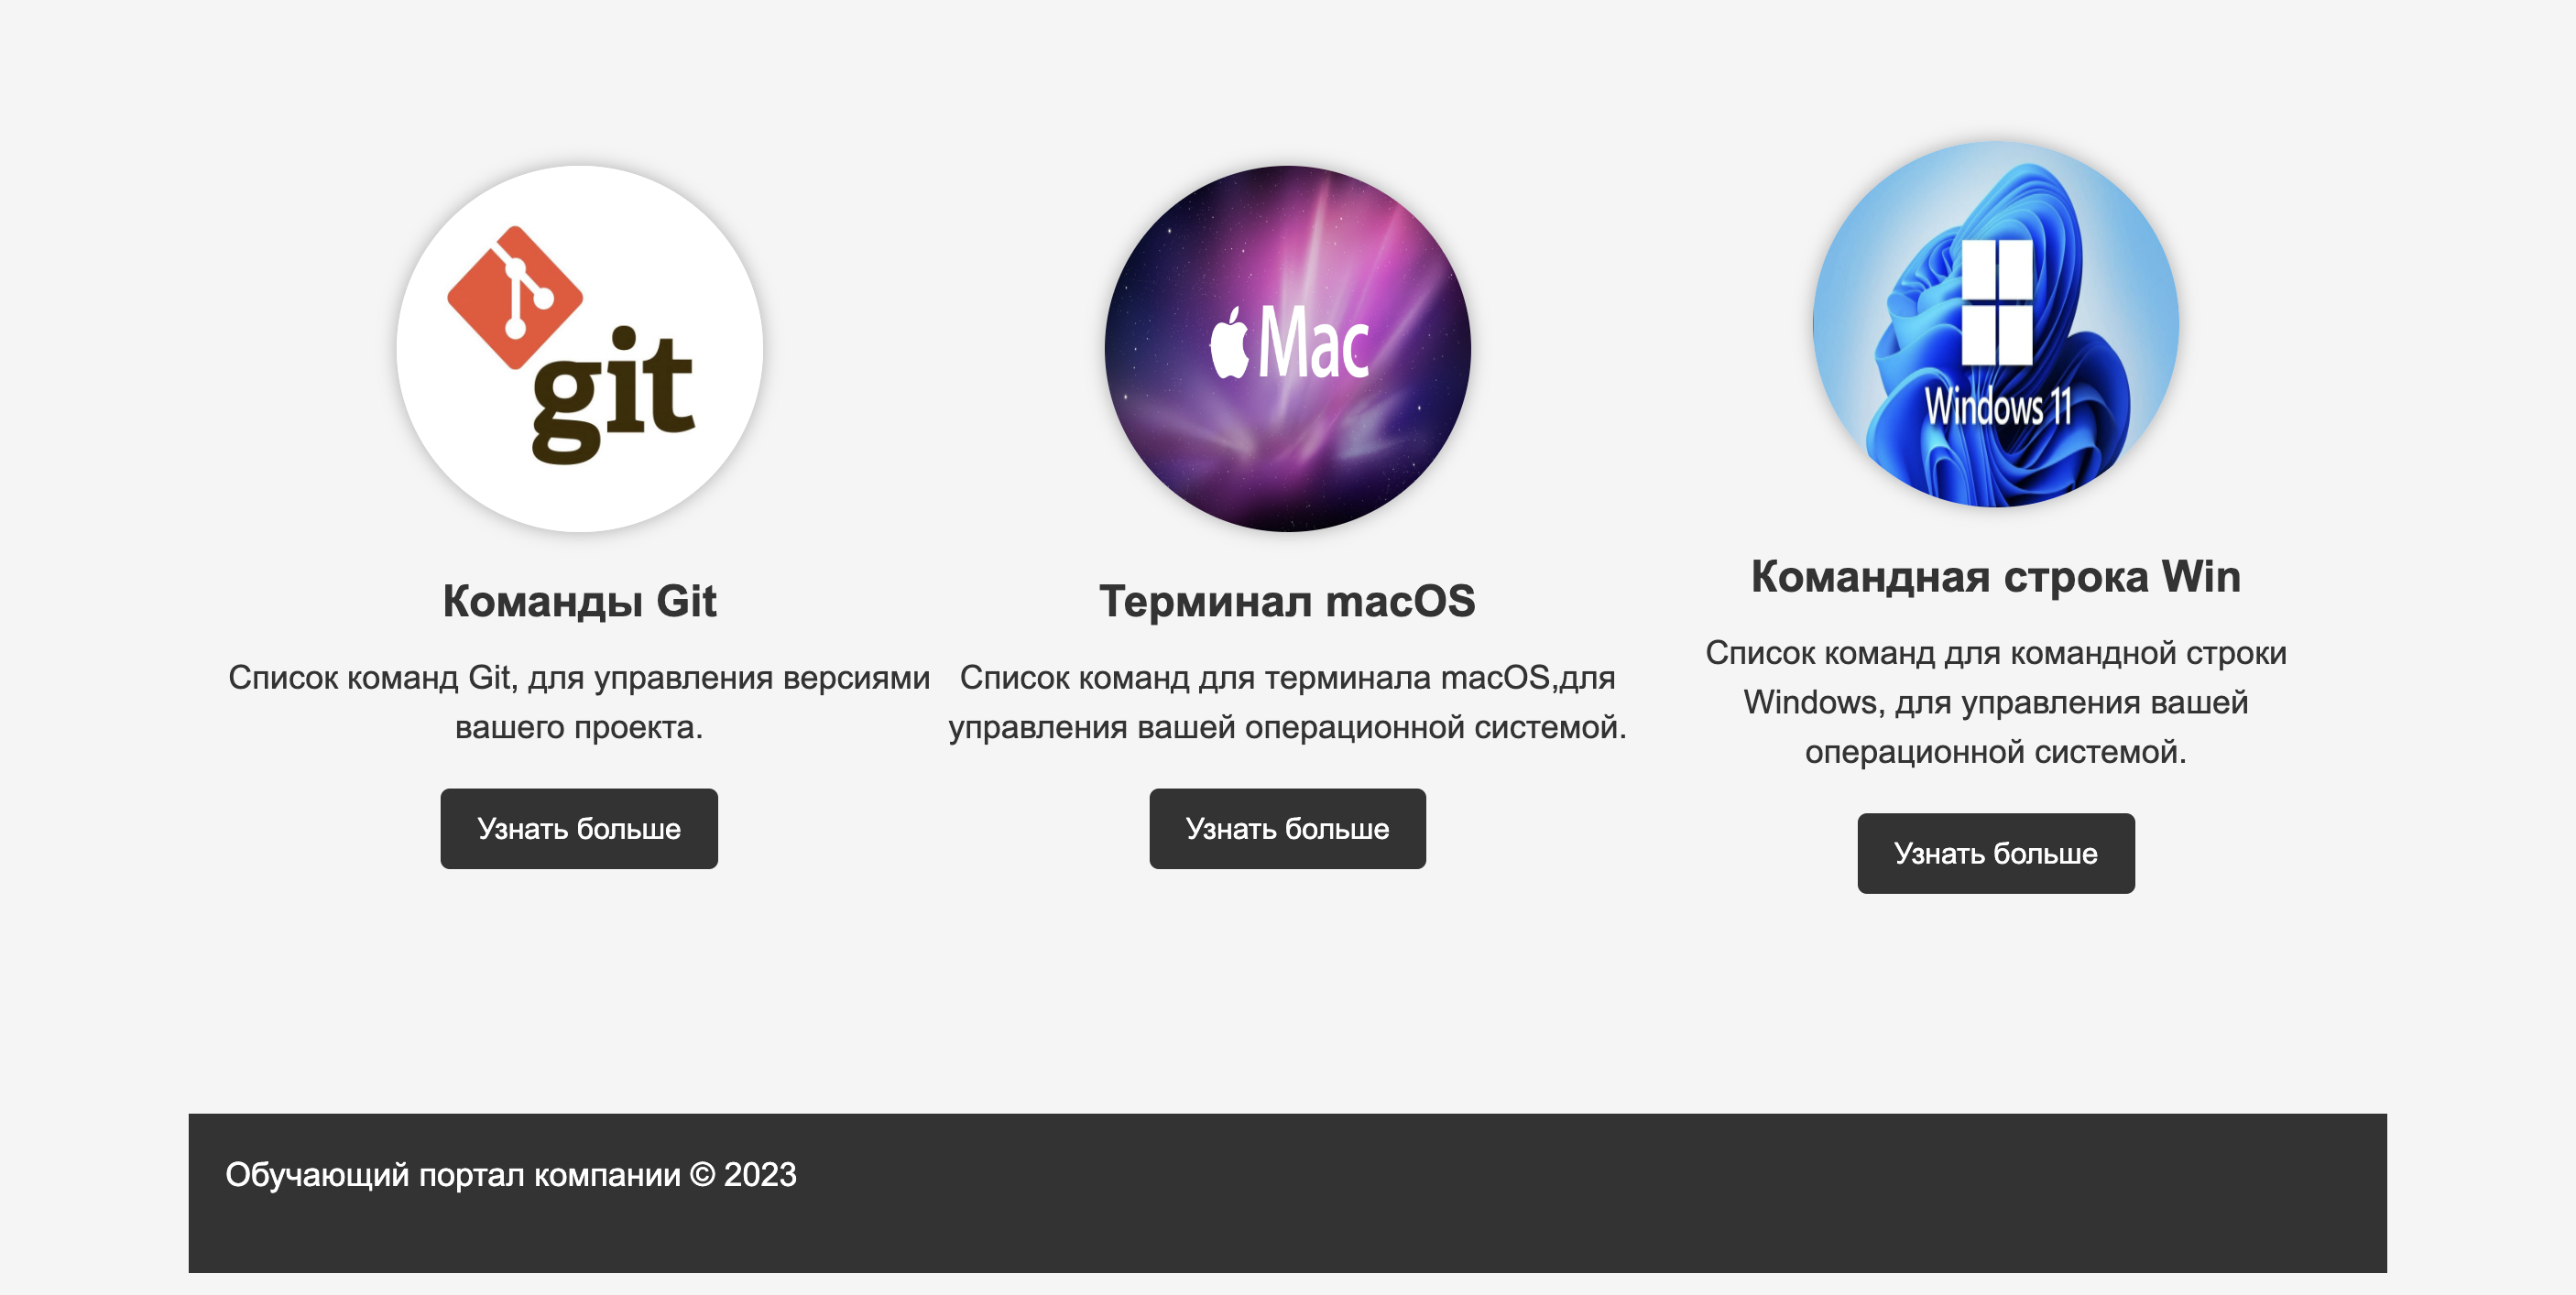 git
Mac
Windows 11
Команды Git
Список команд Git, для управления версиями
вашего проекта.
Узнать больше
Терминал macOS
Список команд для терминала macOS,для
управления вашей операционной системой.
Узнать больше
Командная строка Win
Список команд для командной строки
Windows, для управления вашей
операционной системой.
Узнать больше
Обучающий портал компании © 2023